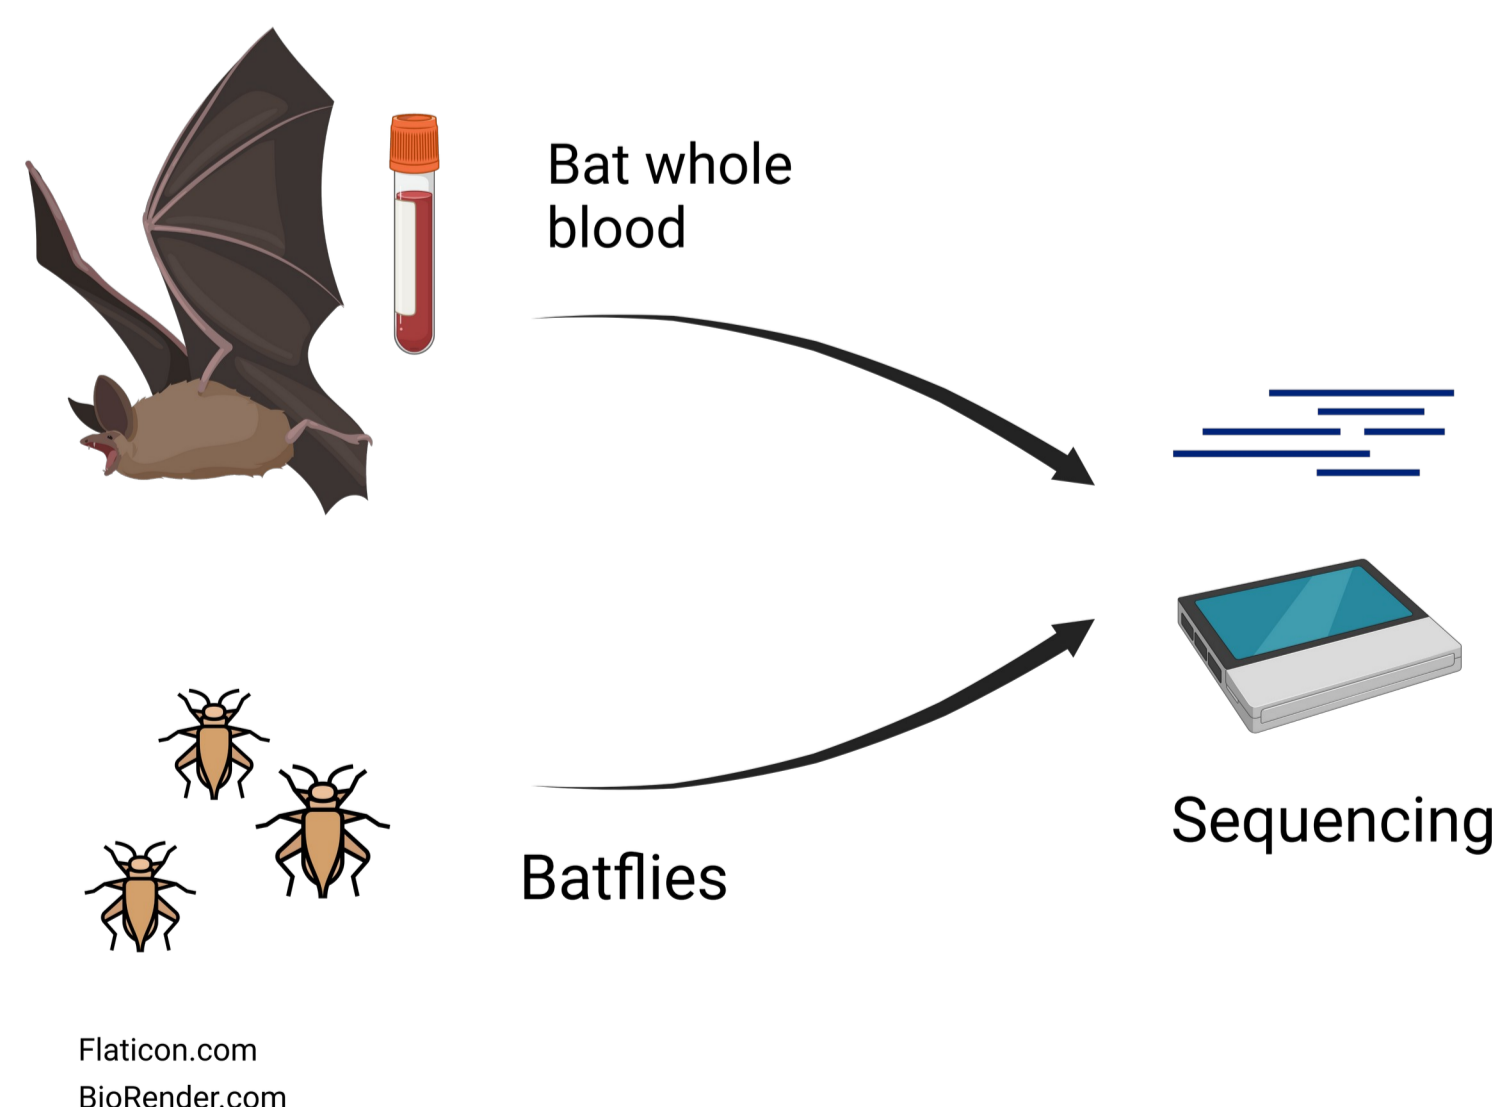 Bat whole
blood
Batflies
Sequencing
Flaticon.com
BioRender.com